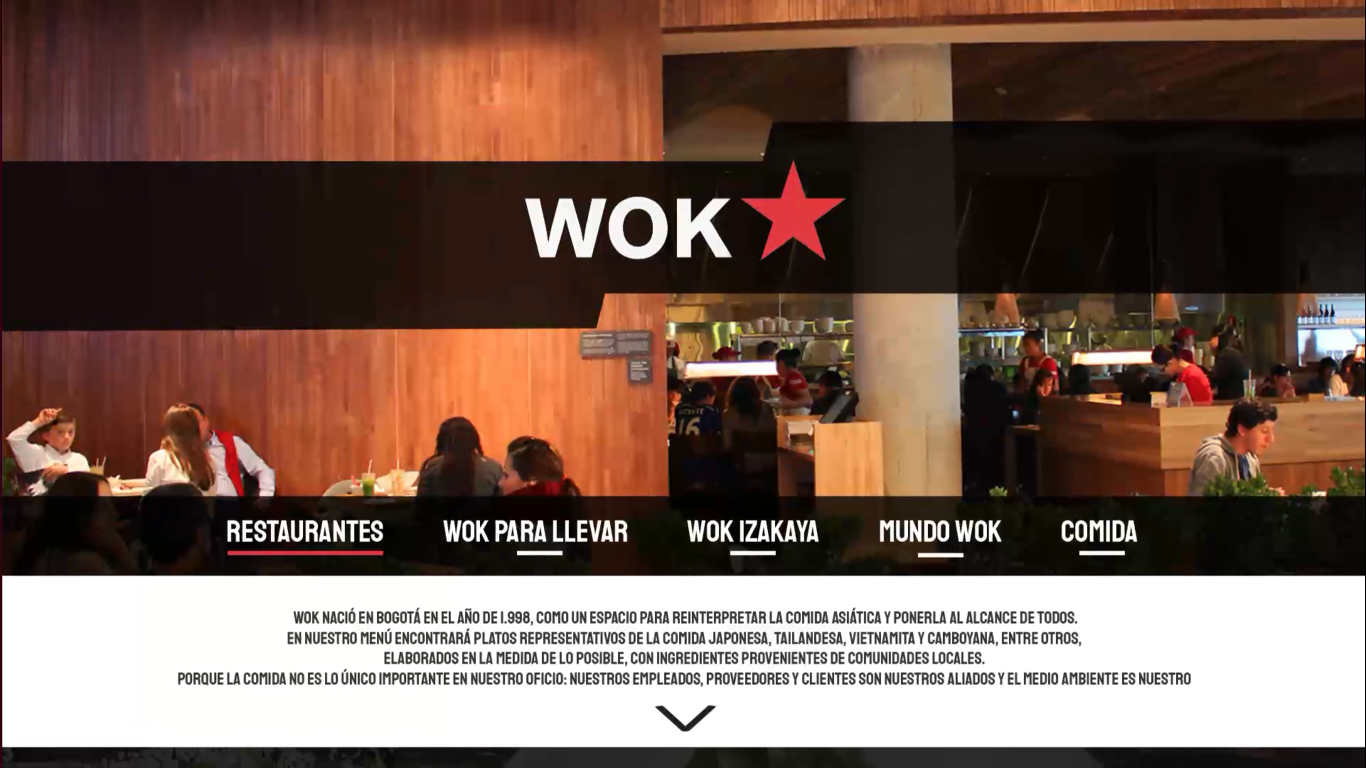 WOK
RESTAURANTES WOK PARA LLEVAR WOK IZAKAYA MUNDO WOK COMIDA
WOK NACIÓ EN BOGOTÁ EN EL AÑO DE 1.998, COMO UN ESPACIO PARA REINTERPRETAR LA COMIDA ASIÁTICA Y PONERLA AL ALCANCE DE TODOS.
EN NUESTRO MENÚ ENCONTRARÁ PLATOS REPRESENTATIVOS DE LA COMIDA JAPONESA, TAILANDESA, VIETNAMITA Y CAMBOYANA, ENTRE OTROS,
ELABORADOS EN LA MEDIDA DE LO POSIBLE, CON INGREDIENTES PROVENIENTES DE COMUNIDADES LOCALES.
PORQUE LA COMIDA NO ES LO ÚNICO IMPORTANTE EN NUESTRO OFICIO: NUESTROS EMPLEADOS, PROVEEDORES Y CLIENTES SON NUESTROS ALIADOS Y EL MEDIO AMBIENTE ES NUESTRO